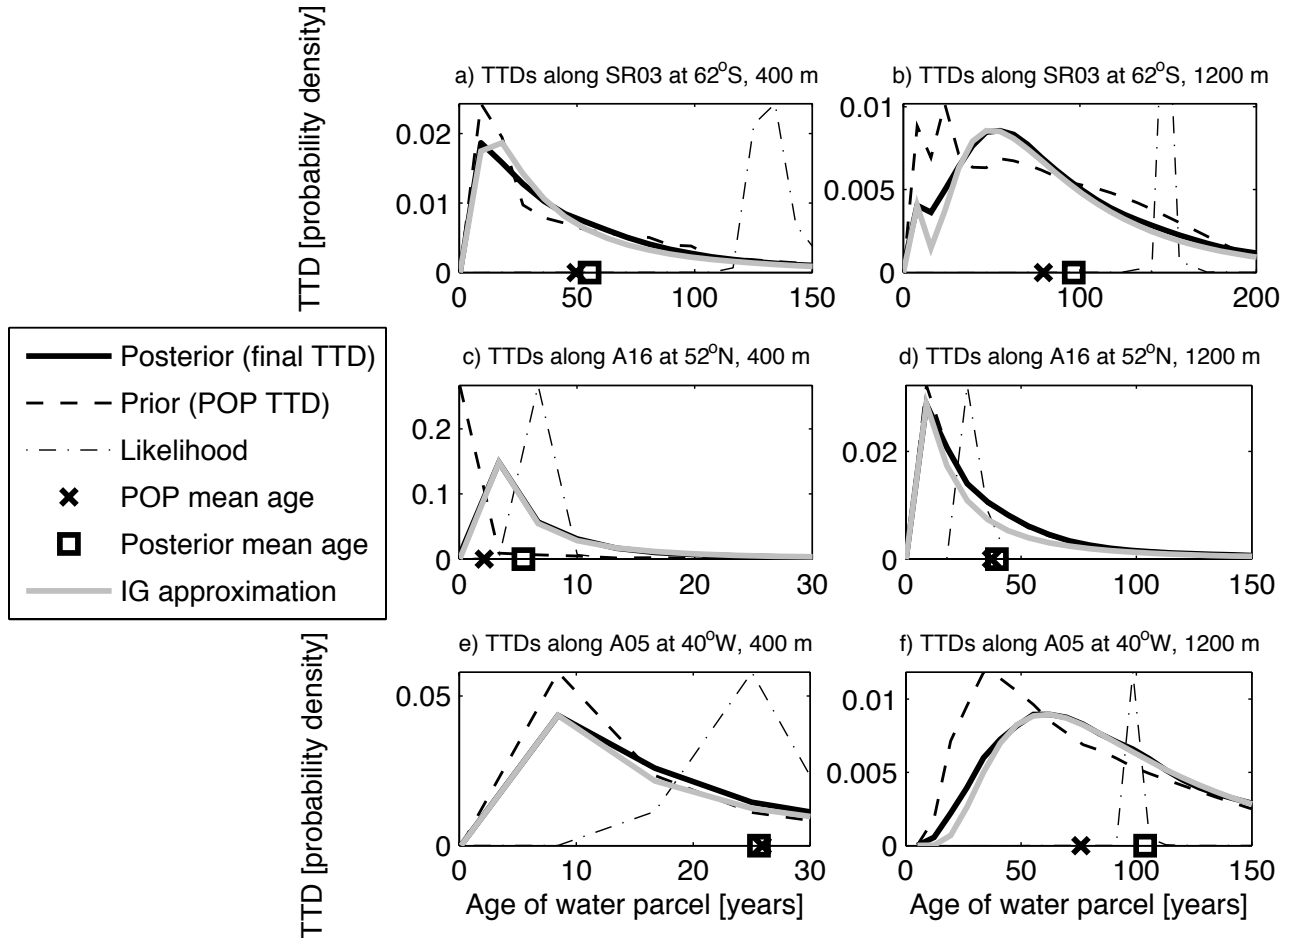 TTD [probability density]
a) TTDs along SR03 at 62°S, 400 m
0.02
0.01
0
0
50
100
150
b) TTDs along SR03 at 62°S, 1200 m
0.01
0.005
0
0
100
200
Posterior (final TTD)
Prior (POP TTD)
Likelihood
POP mean age
Posterior mean age
IG approximation
c) TTDs along A16 at 52°N, 400 m
0.2
0.1
0
0
10
20
30
d) TTDs along A16 at 52°N, 1200 m
0.02
0
0
50
100
150
TTD [probability density]
e) TTDs along A05 at 40°W, 400 m
0.05
0
0
10
20
30
Age of water parcel [years]
f) TTDs along A05 at 40°W, 1200 m
0.01
0.005
0
0
50
100
150
Age of water parcel [years]